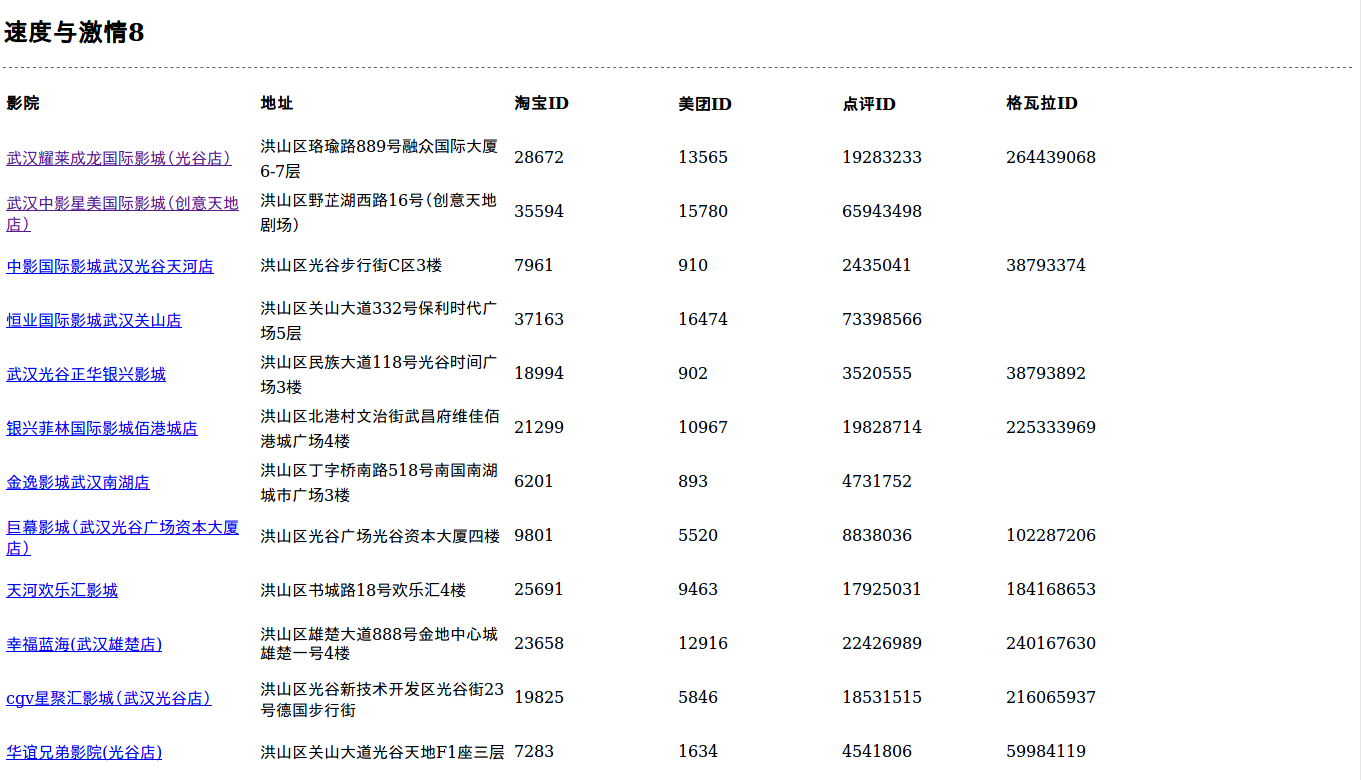 速度与激情8
影院 地址 淘宝ID 美团ID 点评ID 格瓦拉ID
武汉耀莱成龙国际影城(光谷店) 洪山区珞瑜路889号融众国际大厦 28672 13565 19283233 264439068
6-7层
武汉中影星美国际影城(创意天地 洪山区野芷湖西路16号(创意天地 35594 15780 65943498
店) 剧场)
中影国际影城武汉光谷天河店 洪山区光谷步行街C区3楼 7961 910 2435041 38793374
恒业国际影城武汉关山店 洪山区关山大道332号保利时代广 37163 16474 73398566
场5层
武汉光谷正华银兴影城 洪山区民族大道118号光谷时间广 18994 902 3520555 38793892
场3楼
银兴菲林国际影城佰港城店 洪山区北港村文治街武昌府维佳佰 21299 10967 19828714 225333969
港城广场4楼
金逸影城武汉南湖店 洪山区丁字桥南路518号南国南湖 6201 893 4731752
城市广场3楼
巨幕影城(武汉光谷广场资本大厦 洪山区光谷广场光谷资本大厦四楼 9801 5520 8838036 102287206
店)
天河欢乐汇影城 洪山区书城路18号欢乐汇4楼 25691 9463 17925031 184168653
幸福蓝海(武汉雄楚店) 洪山区雄楚大道888号金地中心城 23658 12916 22426989 240167630
雄楚一号4楼
cgv星聚汇影城(武汉光谷店) 洪山区光谷新技术开发区光谷街23 19825 5846 18531515 216065937
号德国步行街
华谊兄弟影院(光谷店) 洪山区关山大道光谷天地F1座三层 7283 1634 4541806 59984119